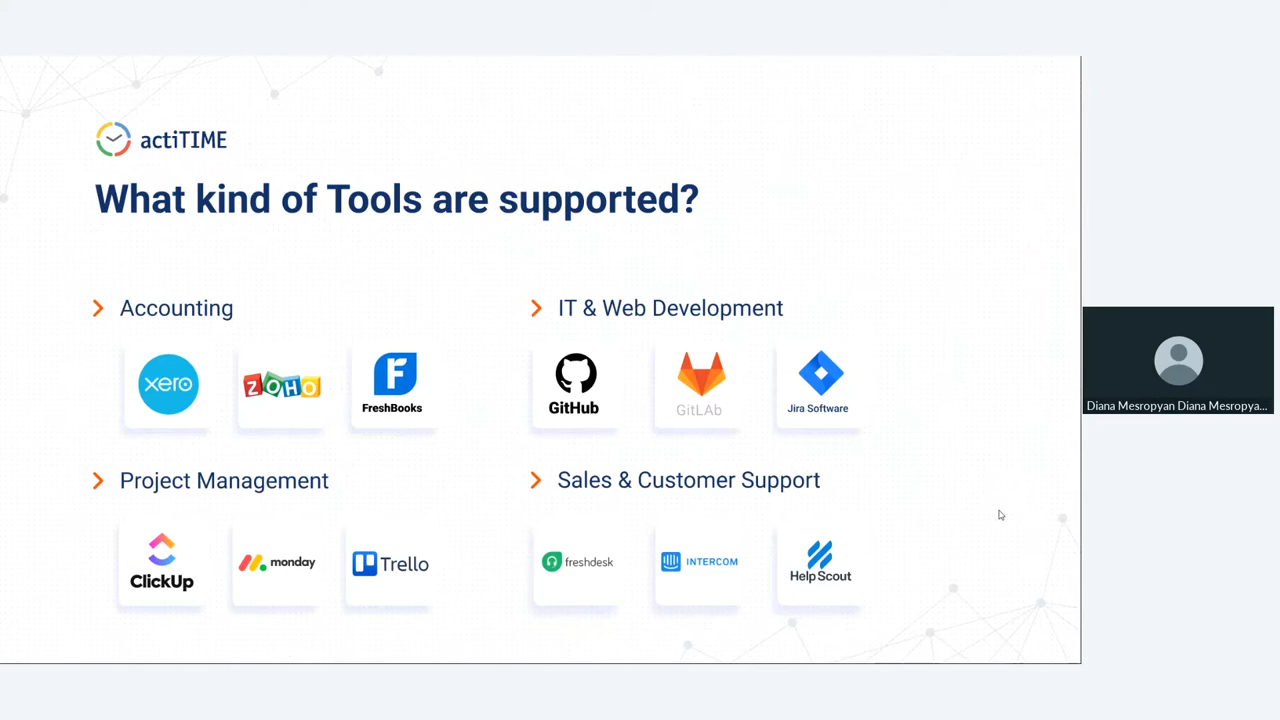 actiTIME
What kind of Tools are supported?
Accounting
xero
ZOHO
FreshBooks
IT & Web Development
GitHub
GitLAb
Jira Software
Project Management
ClickUp
monday
Trello
Sales & Customer Support
freshdesk
INTERCOM
Help Scout
Diana Mesropyan Diana Mesropya...